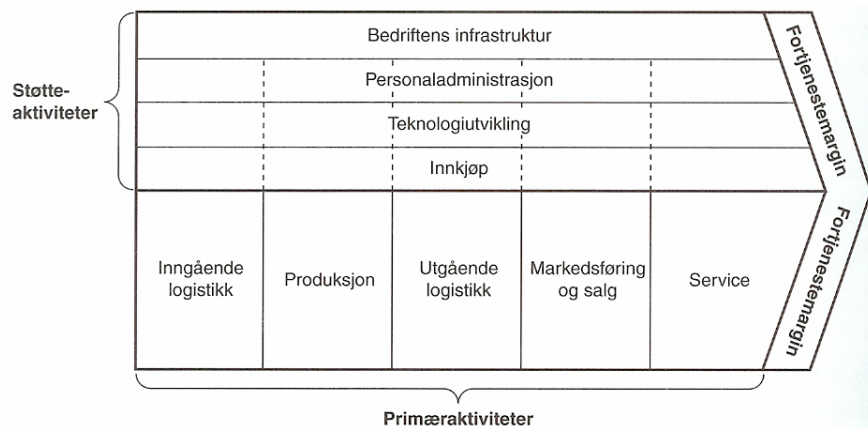 Bedriftens infrastruktur
Personaladministrasjon
Støtte-
aktiviteter
Teknologiutvikling
Innkjøp
Fortjenestemargin
Inngående
logistikk
Produksjon
Utgående
logistikk
Markedsføring
og salg
Service
Fortjenestemargin
Primæraktiviteter